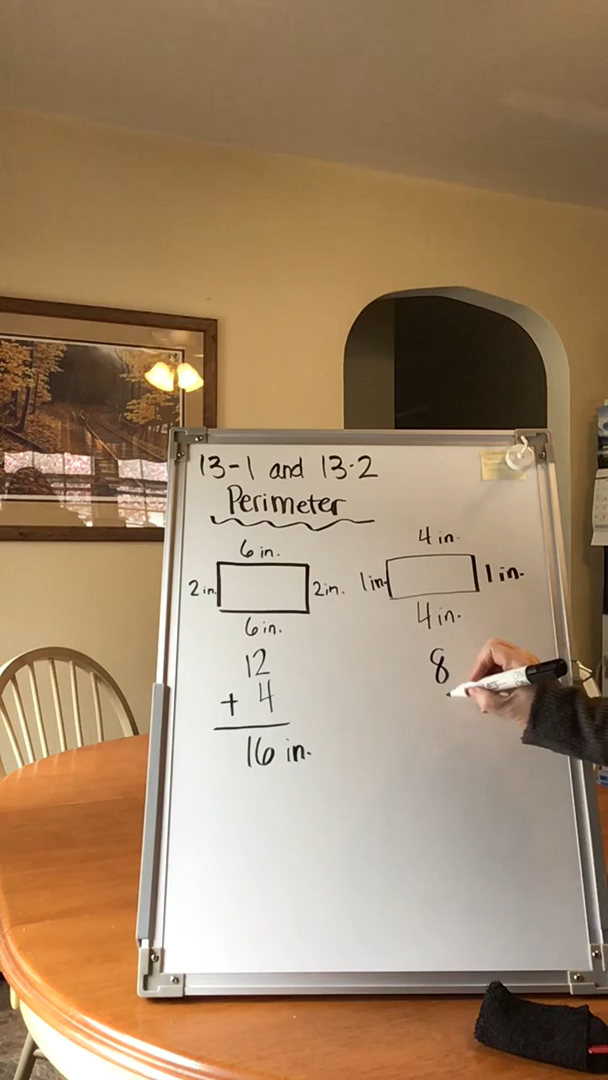 13-1 and 13-2
Perimeter
6 in.
2 in.
2 in.
6 in.
12
+ 4
16 in.
4 in.
1 in.
1 in.
4 in.
8